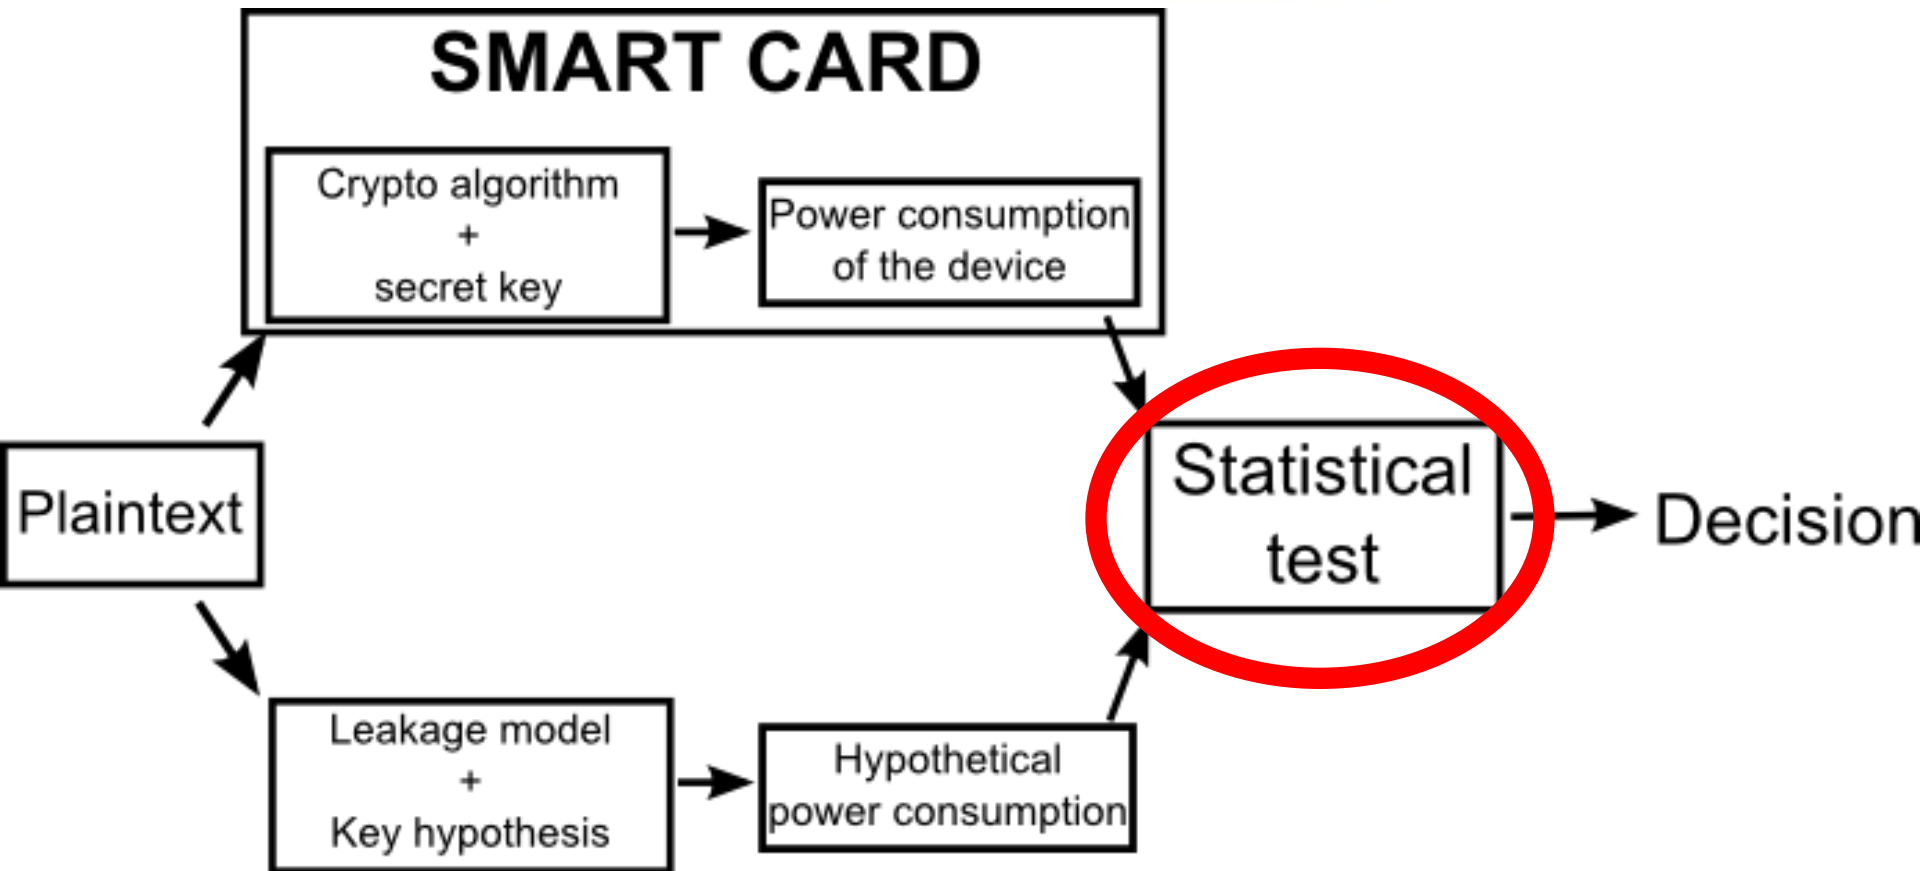 SMART CARD
Crypto algorithm
+
secret key
Power consumption
of the device
Plaintext
Statistical
test
Decision
Leakage model
+
Key hypothesis
Hypothetical
power consumption